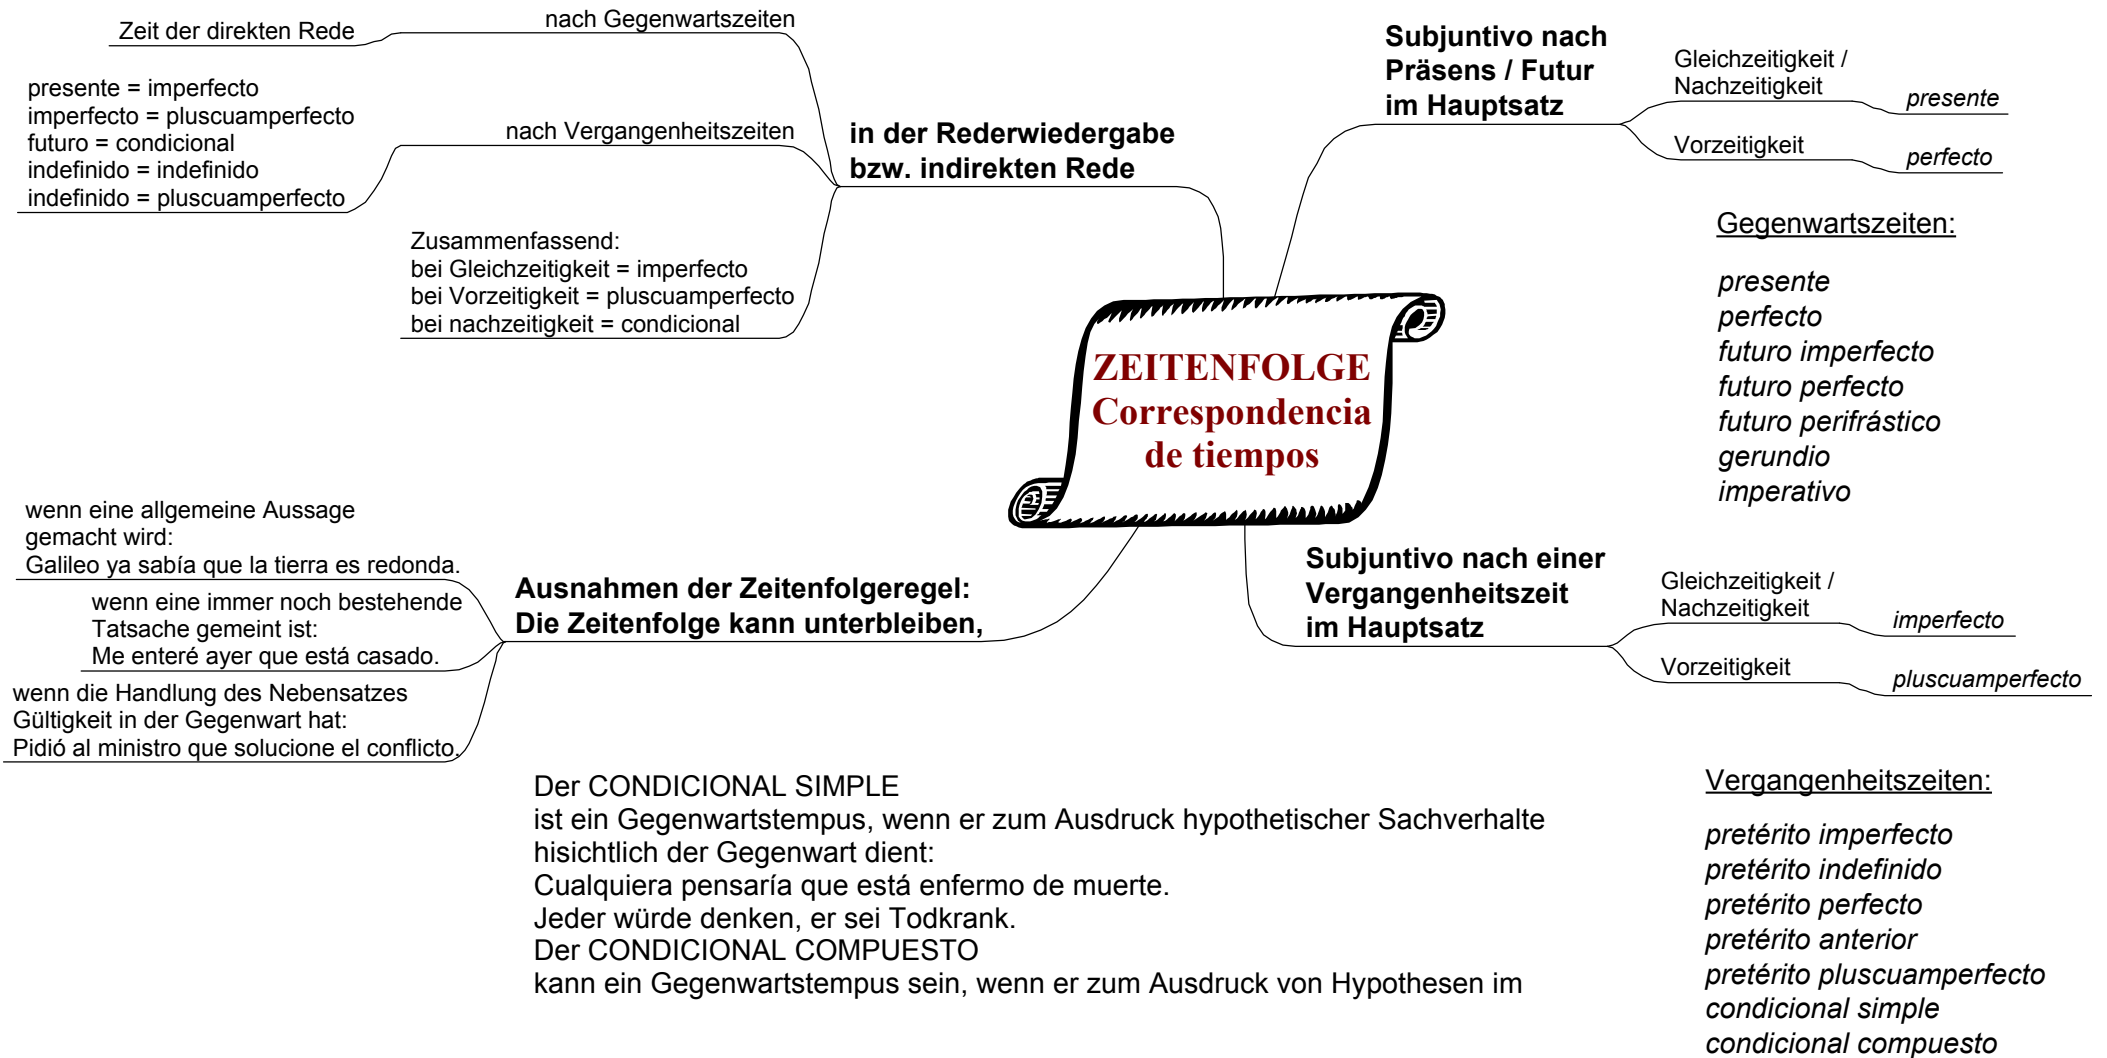 ZEITENFOLGE
Correspondencia
de tiempos
in der Rederwiedergabe
bzw. indirekten Rede
nach Gegenwartszeiten
Zeit der direkten Rede
nach Vergangenheitszeiten
presente = imperfecto
imperfecto = pluscuamperfecto
futuro = condicional
indefinido = indefinido
indefinido = pluscuamperfecto
Zusammenfassend:
bei Gleichzeitigkeit = imperfecto
bei Vorzeitigkeit = pluscuamperfecto
bei nachzeitigkeit = condicional
Subjuntivo nach
Präsens / Futur
im Hauptsatz
Gleichzeitigkeit /
Nachzeitigkeit
presente
Vorzeitigkeit
perfecto
Gegenwartszeiten:
presente
perfecto
futuro imperfecto
futuro perfecto
futuro perifrástico
gerundio
imperativo
Ausnahmen der Zeitenfolgeregel:
Die Zeitenfolge kann unterbleiben,
wenn eine allgemeine Aussage
gemacht wird:
Galileo ya sabía que la tierra es redonda.
wenn eine immer noch bestehende
Tatsache gemeint ist:
Me enteré ayer que está casado.
wenn die Handlung des Nebensatzes
Gültigkeit in der Gegenwart hat:
Pidió al ministro que solucione el conflicto.
Subjuntivo nach einer
Vergangenheitszeit
im Hauptsatz
Gleichzeitigkeit /
Nachzeitigkeit
imperfecto
Vorzeitigkeit
pluscuamperfecto
Der CONDICIONAL SIMPLE
ist ein Gegenwartstempus, wenn er zum Ausdruck hypothetischer Sachverhalte
hisichtlich der Gegenwart dient:
Cualquiera pensaría que está enfermo de muerte.
Jeder würde denken, er sei Todkrank.
Der CONDICIONAL COMPUESTO
kann ein Gegenwartstempus sein, wenn er zum Ausdruck von Hypothesen im
Vergangenheitszeiten:
pretérito imperfecto
pretérito indefinido
pretérito perfecto
pretérito anterior
pretérito pluscuamperfecto
condicional simple
condicional compuesto